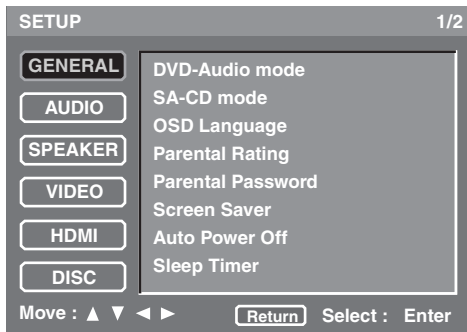 SETUP 1/2
GENERAL
AUDIO
SPEAKER
VIDEO
HDMI
DISC
DVD-Audio mode
SA-CD mode
OSD Language
Parental Rating
Parental Password
Screen Saver
Auto Power Off
Sleep Timer
Move : ▲ ▼ ◄ ► Return Select : Enter